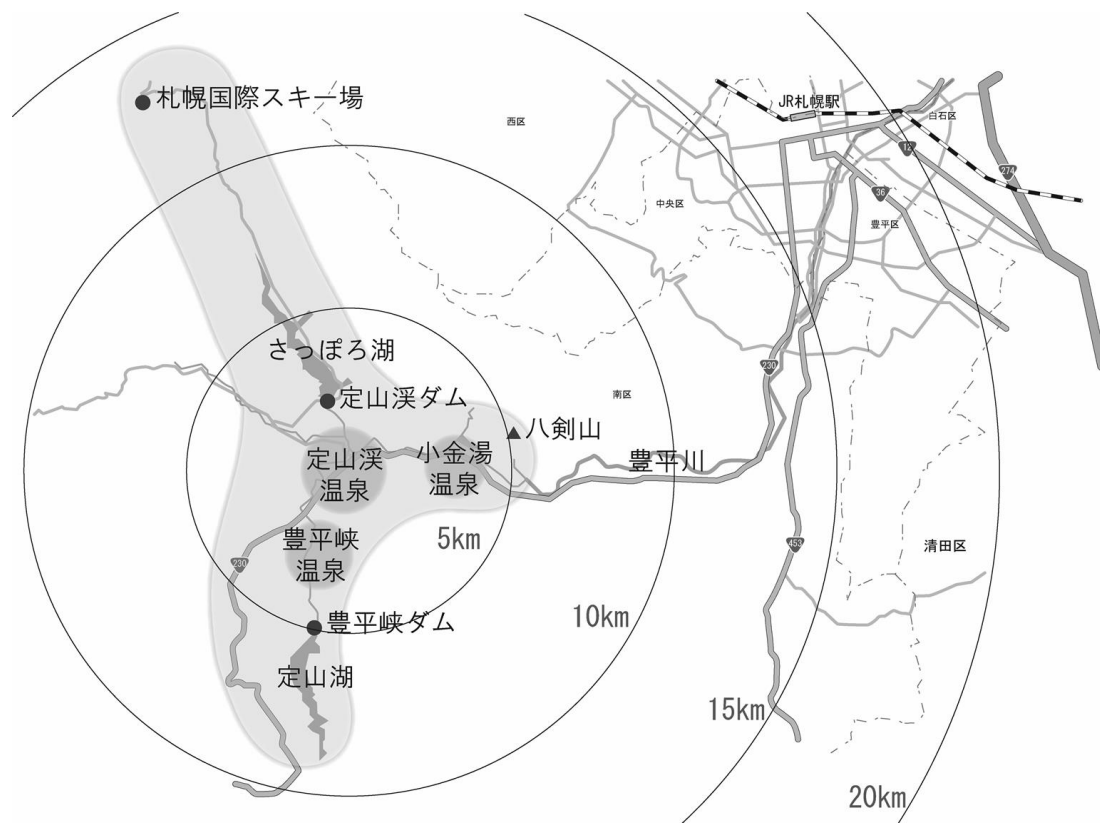 札幌国際スキー場
西区
JR札幌駅
白石区
12
274
36
中央区
豊平区
さっぽろ湖
定山渓ダム
230
南区
八剣山
定山渓
温泉
小金湯
温泉
豊平川
5km
豊平峡
温泉
230
453
清田区
10km
豊平峡ダム
定山湖
15km
20km